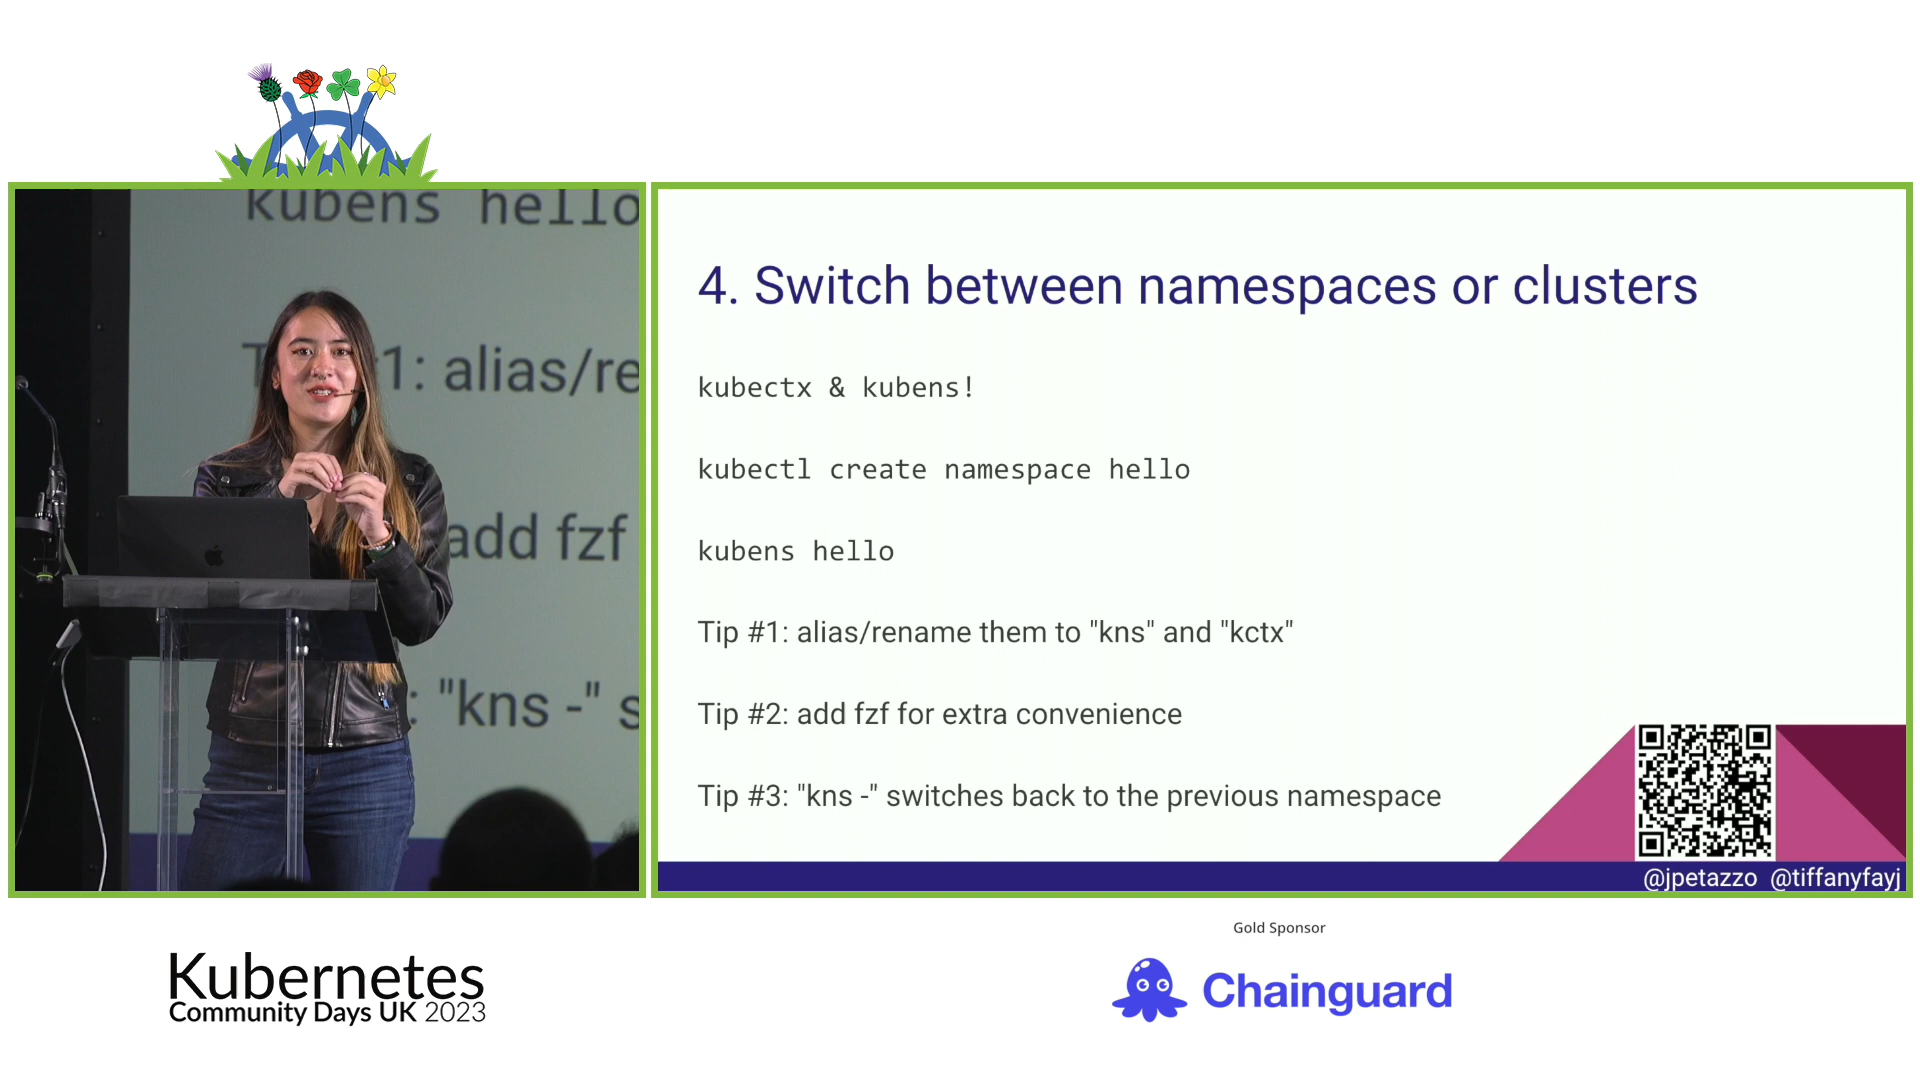 kubens hello
1: alias/re
add fzf
: "kns -" s
4. Switch between namespaces or clusters
kubectx & kubens!
kubectl create namespace hello
kubens hello
Tip #1: alias/rename them to "kns" and "kctx"
Tip #2: add fzf for extra convenience
Tip #3: "kns -" switches back to the previous namespace
@jpetazzo @tiffanyfayj
Gold Sponsor
Chainguard
Kubernetes
Community Days UK 2023